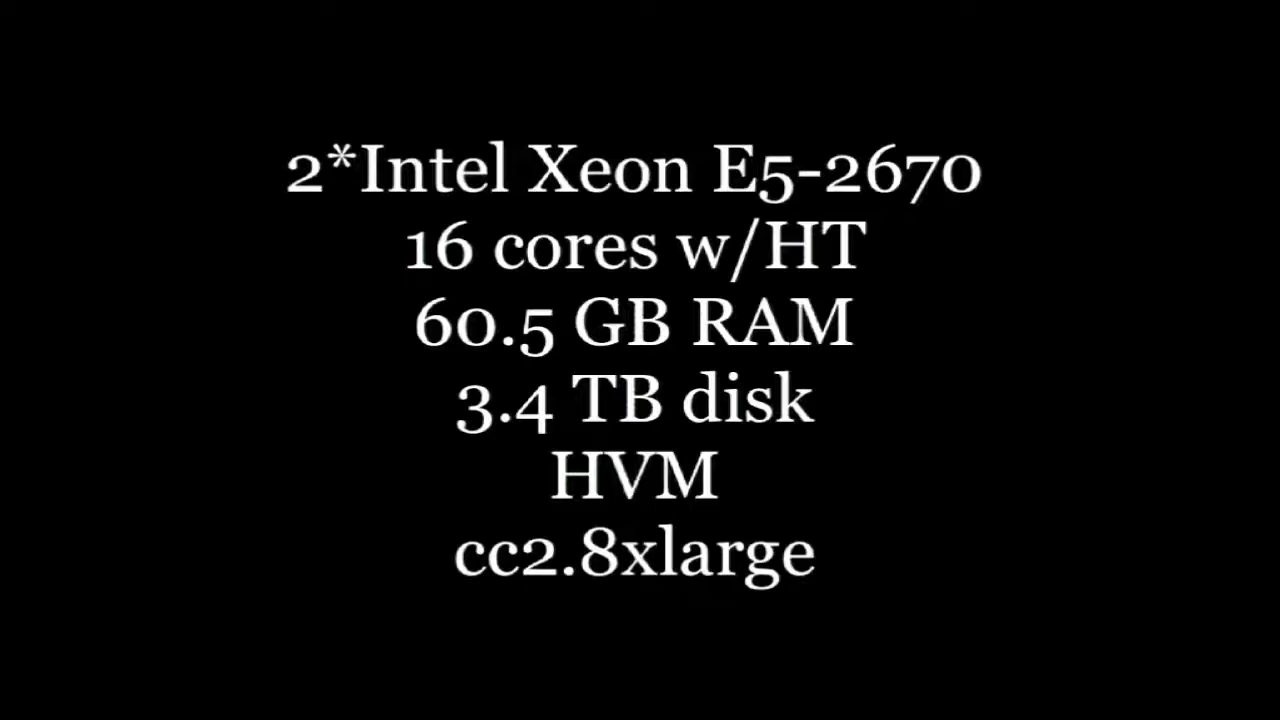 2*Intel Xeon E5-2670
16 cores w/HT
60.5 GB RAM
3.4 TB disk
HVM
cc2.8xlarge